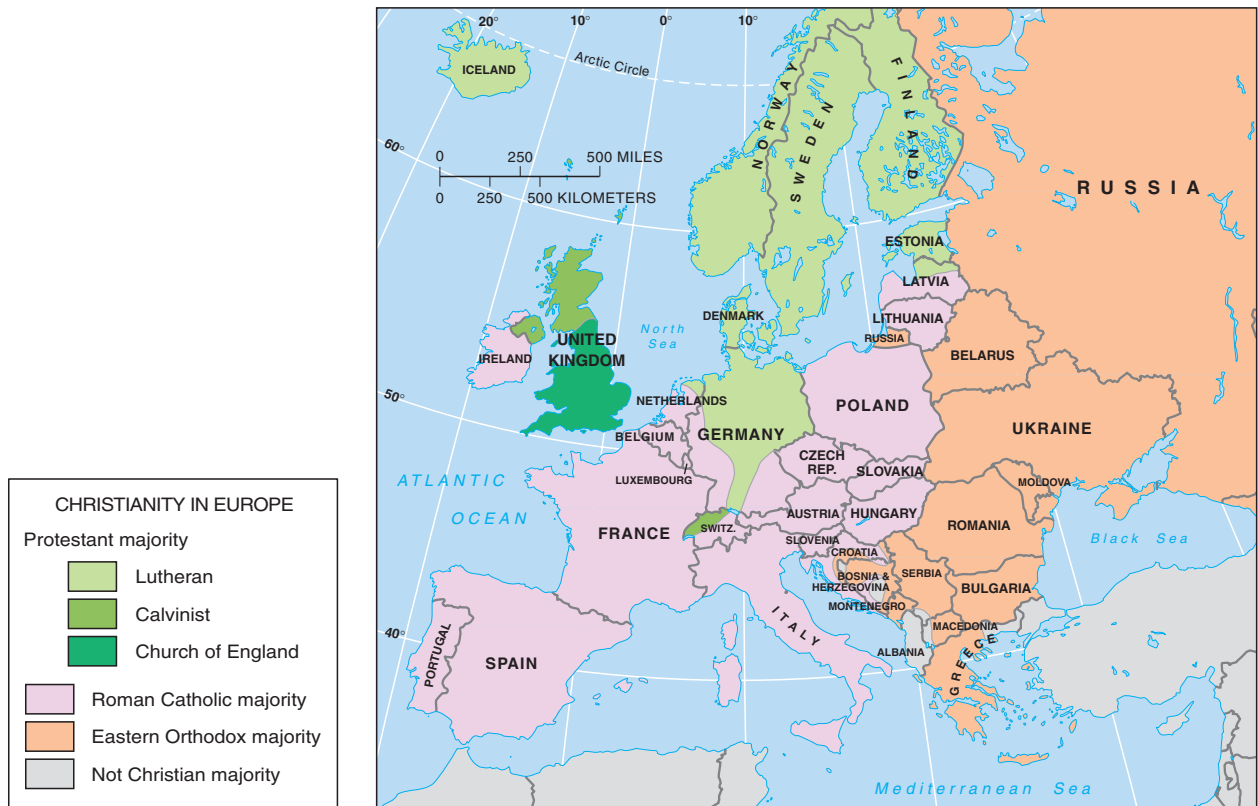 20°
10°
0°
10°
Arctic Circle
ICELAND
60°
0 250 500 MILES
0 250 500 KILOMETERS
NORWAY
SWEDEN
FINLAND
RUSSIA
ESTONIA
LATVIA
LITHUANIA
RUSSIA
DENMARK
North
Sea
UNITED
KINGDOM
IRELAND
BELARUS
50°
NETHERLANDS
POLAND
BELGIUM
GERMANY
UKRAINE
CZECH
REP.
SLOVAKIA
LUXEMBOURG
MOLDOVA
ATLANTIC
OCEAN
FRANCE
SWITZ.
AUSTRIA
HUNGARY
ROMANIA
SLOVENIA
CROATIA
Black Sea
BOSNIA &
HERZEGOVINA
SERBIA
BULGARIA
MONTENEGRO
ITALY
MACEDONIA
ALBANIA
GREECE
40°
PORTUGAL
SPAIN
Mediterranean Sea
CHRISTIANITY IN EUROPE
Protestant majority
Lutheran
Calvinist
Church of England
Roman Catholic majority
Eastern Orthodox majority
Not Christian majority